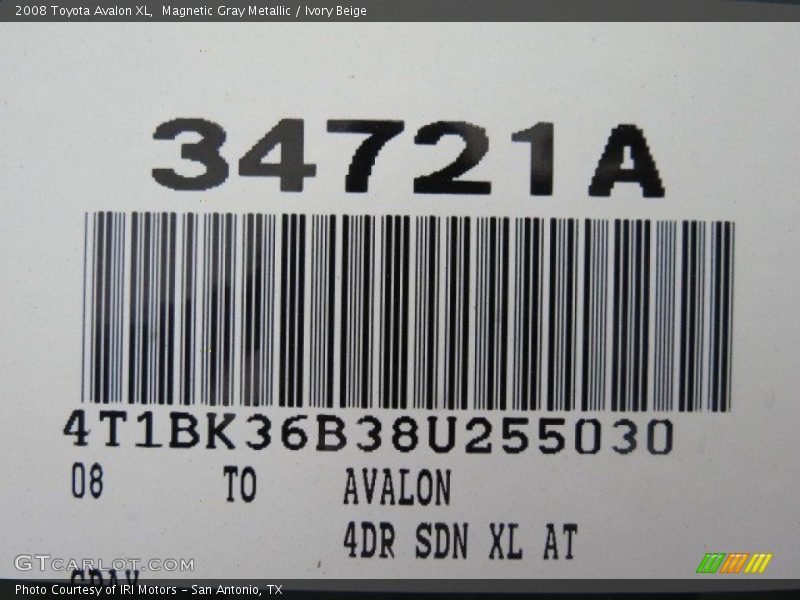 2008 Toyota Avalon XL,  Magnetic Gray Metallic / Ivory Beige
34721A
4T1BK36B38U255030
08 TO AVALON
4DR SDN XL AT
GRAY
GTCARLOT.COM
Photo Courtesy of IRI Motors – San Antonio, TX